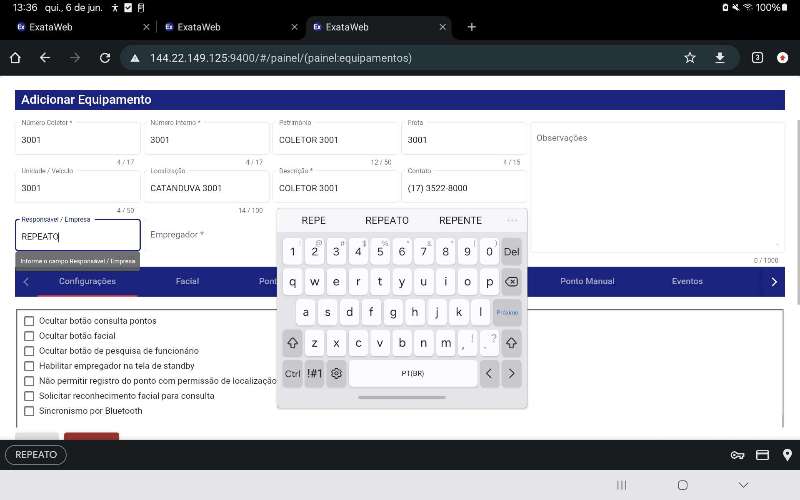 13:36 qui., 6 de jun. 100%
ExataWeb
ExataWeb
ExataWeb
144.22.149.125:9400/#/painel/(painel:equipamentos)
3
Adicionar Equipamento
Número Coletor * Número Interno * Patrimônio Frota
3001 3001 COLETOR 3001 3001 Observações
4 / 17 4 / 17 12 / 50 4 / 15
Unidade / Veículo Localização Descrição * Contato
3001 CATANDUVA 3001 COLETOR 3001 (17) 3522-8000
4 / 50 14 / 100
Responsável / Empresa
REPEATO Empregador *
Informe o campo Responsável / Empresa
0 / 1000
REPE REPEATO REPENTE ...
1 2 3 4 5 6 7 8 9 0 Del
q w e r t y u i o p
a s d f g h j k l Próximo
z x c v b n m , ! . ?
Ctrl !#1 PT(BR)
Configurações Facial Pont Ponto Manual Eventos
Ocultar botão consulta pontos
Ocultar botão facial
Ocultar botão de pesquisa de funcionário
Habilitar empregador na tela de standby
Não permitir registro do ponto com permissão de localização
Solicitar reconhecimento facial para consulta
Sincronismo por Bluetooth
REPEATO